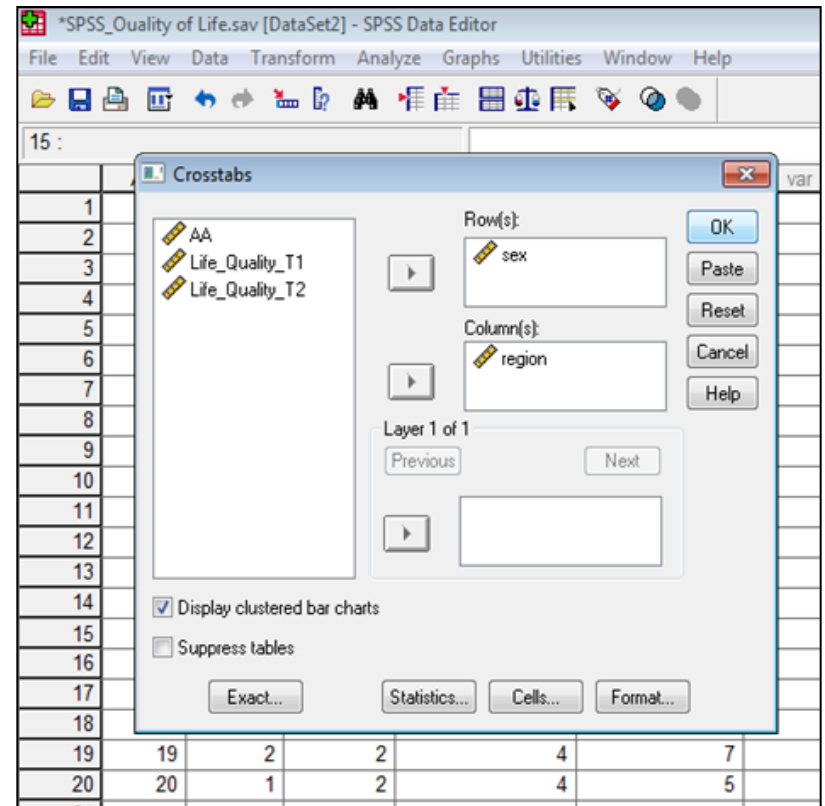 *SPSS_Ouality of Life.sav [DataSet2] - SPSS Data Editor
File Edit View Data Transform Analyze Graphs Utilities Window Help
15 :
Crosstabs
var
1
2
3
4
5
6
7
8
9
10
11
12
13
14
15
16
17
18
AA
Life_Quality_T1
Life_Quality_T2
Row(s):
sex
Column(s):
region
Layer 1 of 1
Previous Next
OK
Paste
Reset
Cancel
Help
Display clustered bar charts
Suppress tables
Exact... Statistics... Cells... Format...
19 19 2 2 4 7
20 20 1 2 4 5